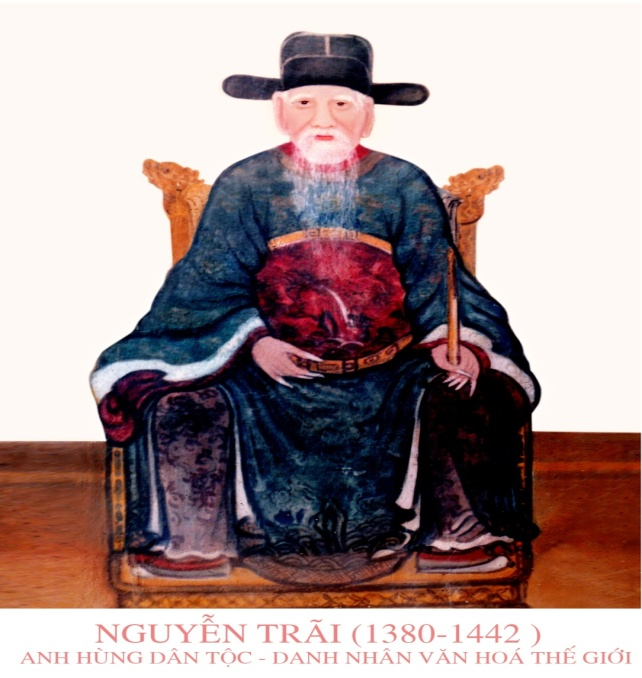 NGUYỄN TRÃI (1380-1442 )
ANH HÙNG DÂN TỘC - DANH NHÂN VĂN HOÁ THẾ GIỚI